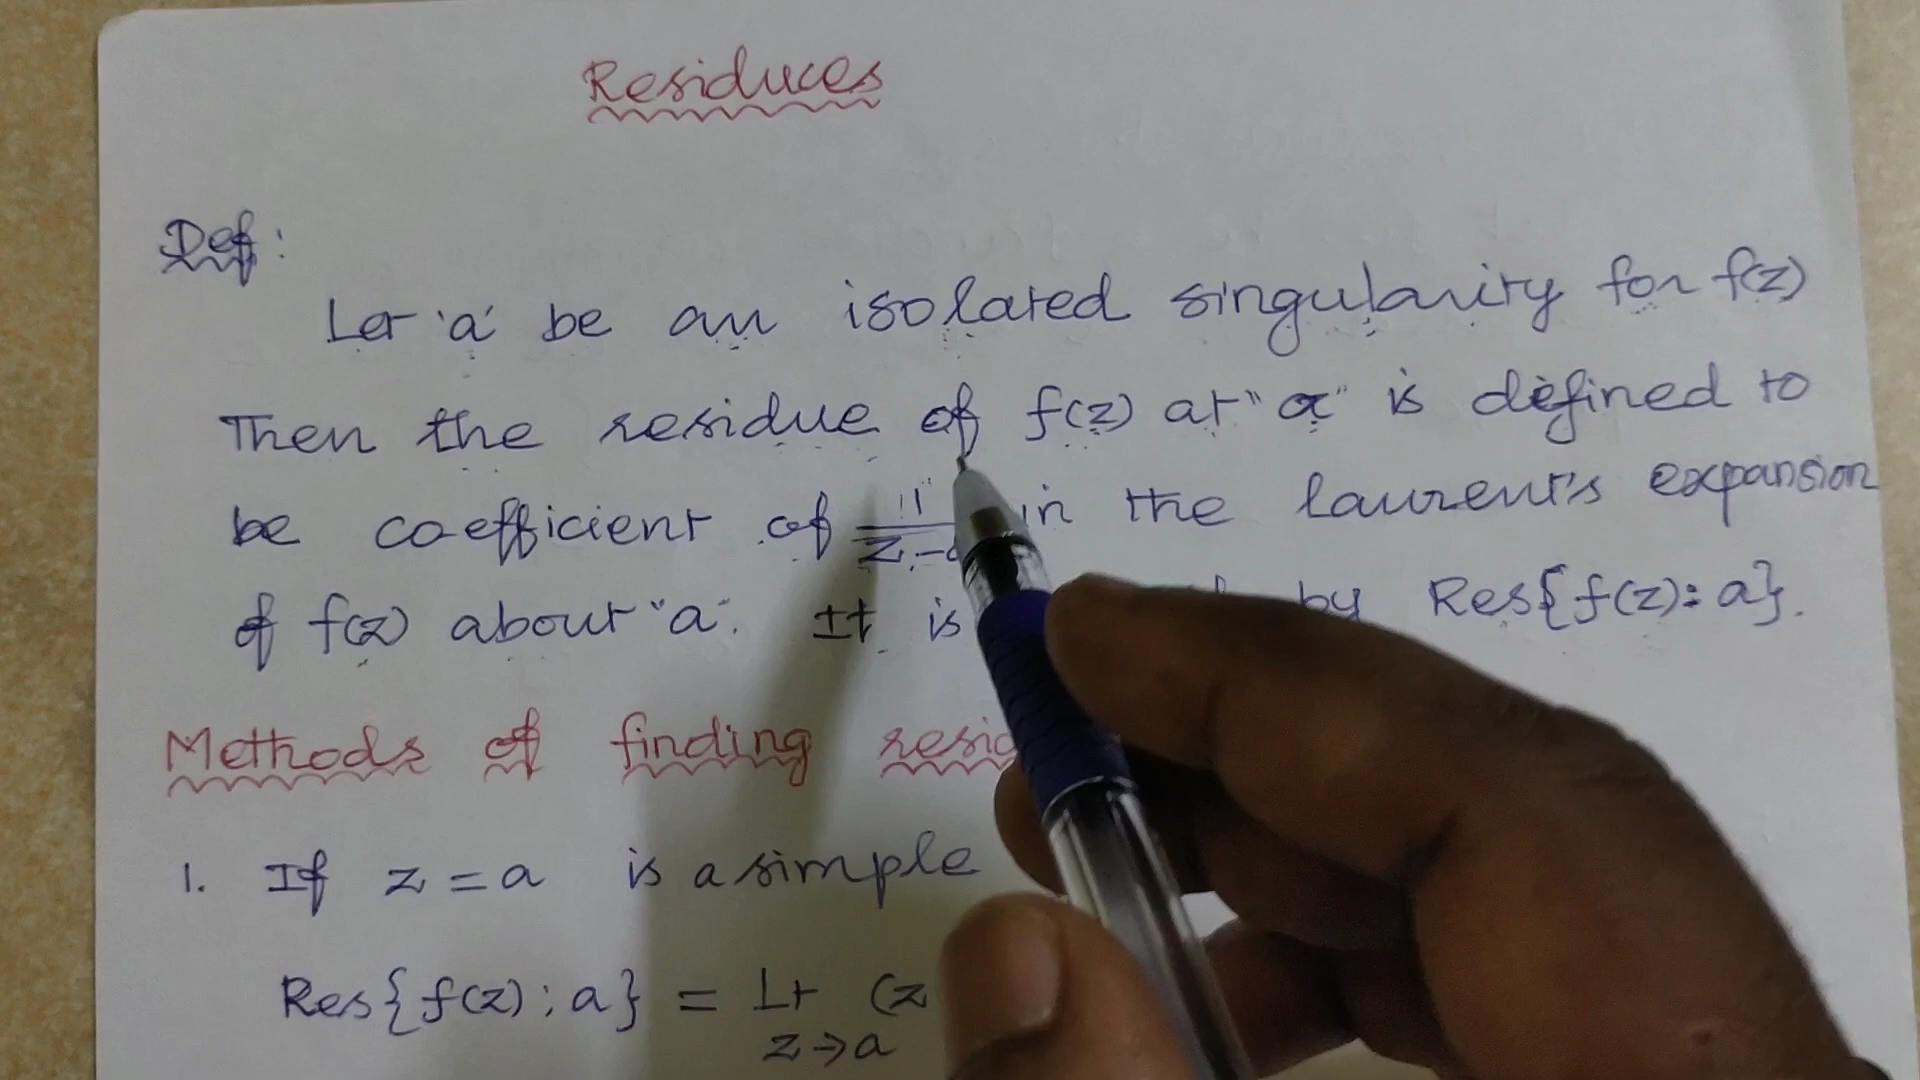 Residues
Def:
Let 'a' be an isolated singularity for f(z)
Then the residue of f(z) at "a" is defined to
be coefficient of 1/z- in the laurent's expansion
of f(z) about "a". It is by Res{f(z): a}.
Methods of finding
1. If z = a is a simple
Res{f(z); a} = Lt (z
z→a